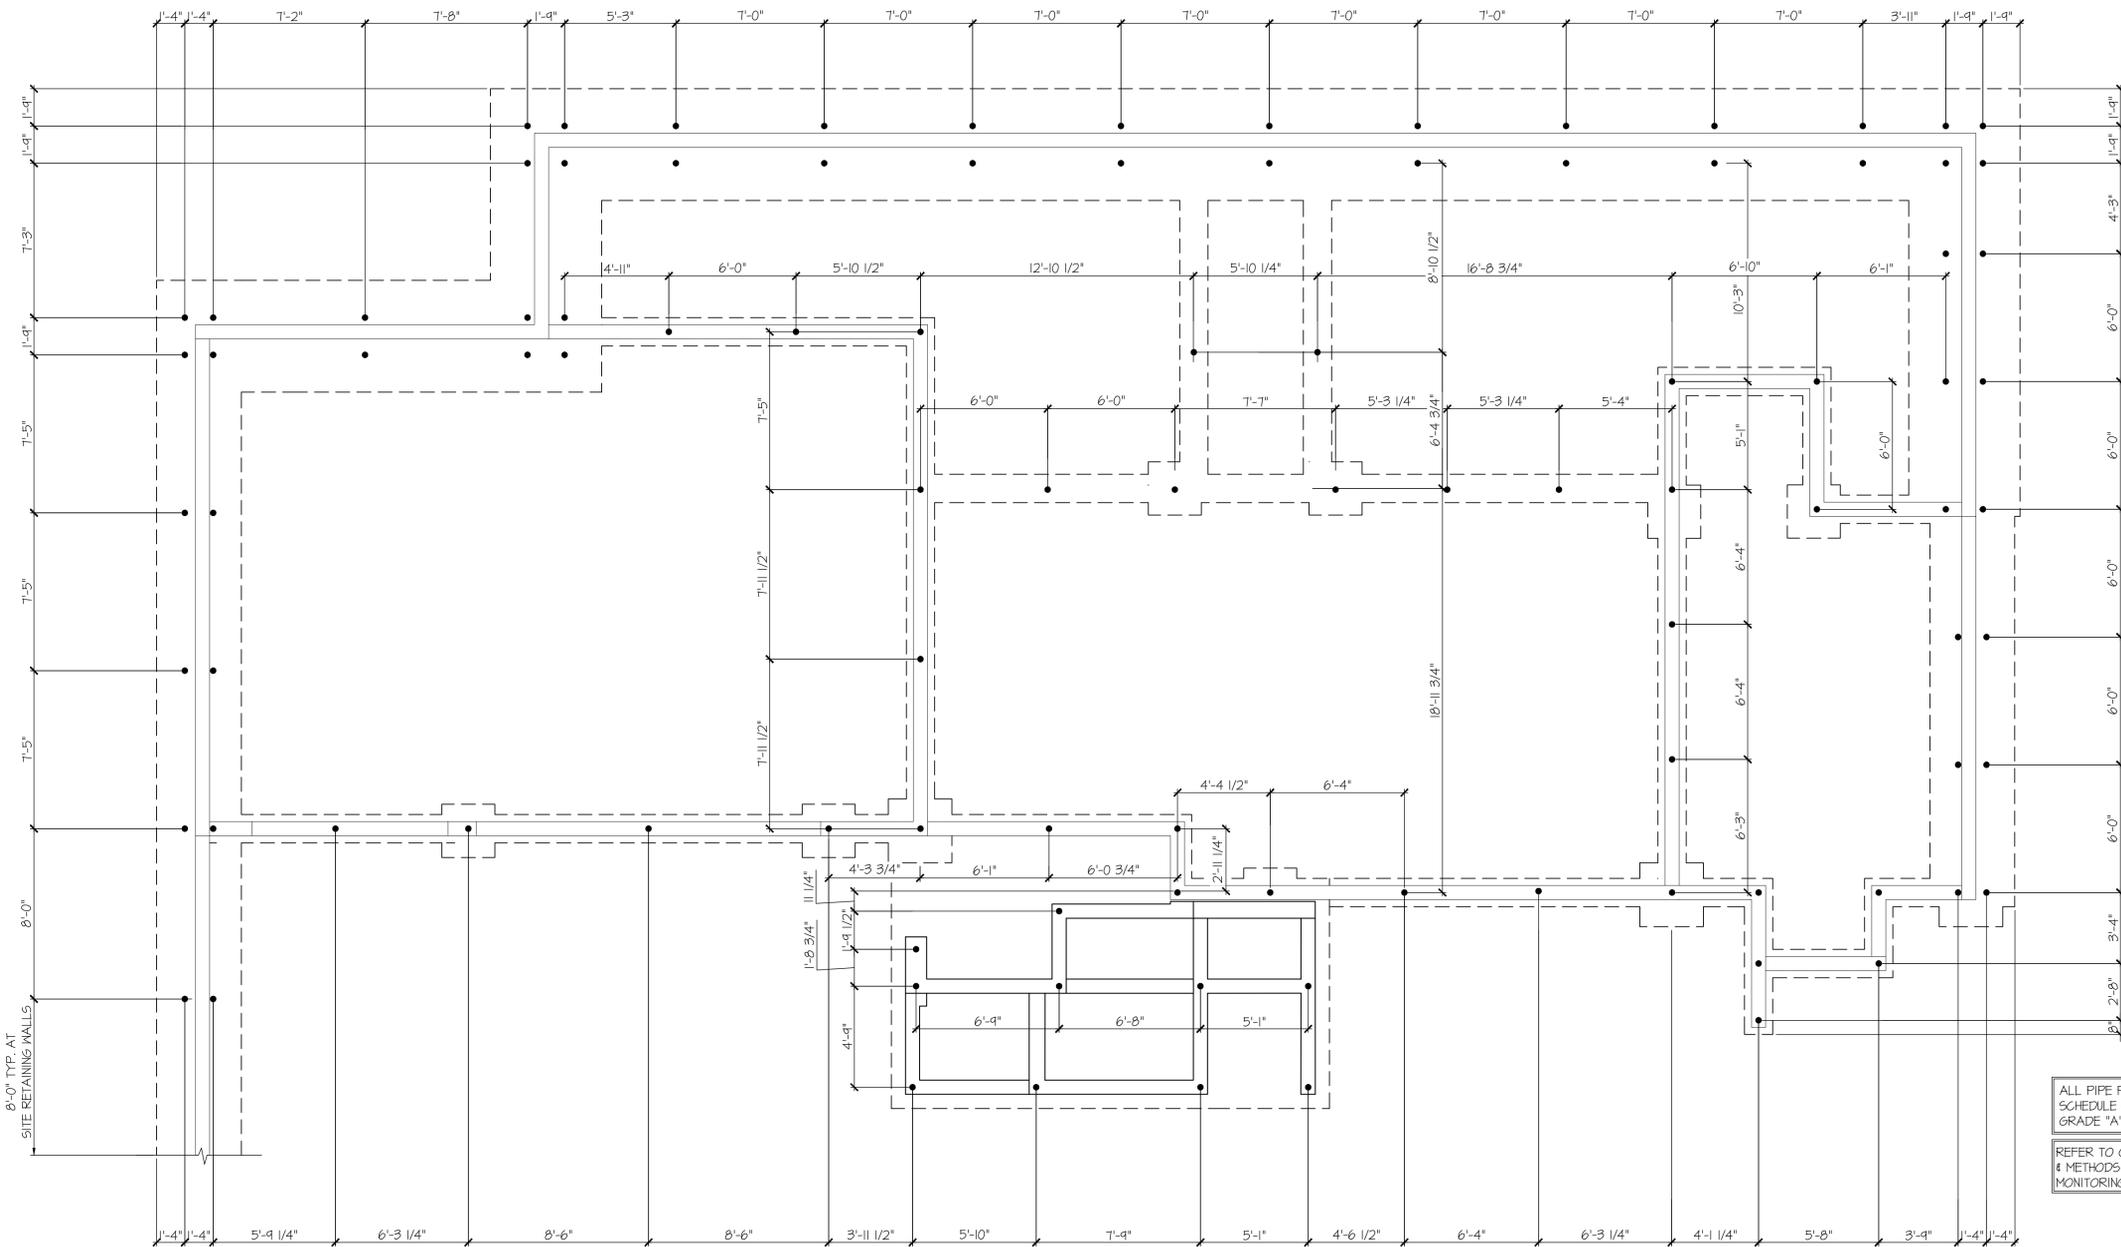 1'-4" 1'-4" 7'-2" 7'-8" 1'-9" 5'-3" 7'-0" 7'-0" 7'-0" 7'-0" 7'-0" 7'-0" 7'-0" 7'-0" 3'-11" 1'-9" 1'-9"
1'-9"
1'-9"
7'-3"
1'-9"
7'-5"
7'-5"
7'-5"
8'-0"
8'-0" TYP. AT
SITE RETAINING WALLS
4'-11" 6'-0" 5'-10 1/2" 12'-10 1/2" 5'-10 1/4" 16'-8 3/4" 6'-10" 6'-1"
8'-10 1/2"
10'-3"
6'-0" 6'-0" 7'-7" 5'-3 1/4" 5'-3 1/4" 5'-4"
7'-5"
7'-11 1/2"
7'-11 1/2"
6'-4 3/4"
18'-11 3/4"
5'-1"
6'-4"
6'-4"
6'-3"
6'-0"
4'-4 1/2" 6'-4"
2'-11 1/4"
4'-3 3/4" 6'-1" 6'-0 3/4"
11 1/4"
1'-9 1/2"
1'-8 3/4"
4'-9"
6'-9" 6'-8" 5'-1"
1'-9"
1'-9"
4'-3"
6'-0"
6'-0"
6'-0"
6'-0"
6'-0"
3'-4"
2'-8"
8"
ALL PIPE
SCHEDULE
GRADE "A"
REFER TO
& METHODS
MONITORING
1'-4" 1'-4" 5'-9 1/4" 6'-3 1/4" 8'-6" 8'-6" 3'-11 1/2" 5'-10" 7'-9" 5'-1" 4'-6 1/2" 6'-4" 6'-3 1/4" 4'-1 1/4" 5'-8" 3'-9" 1'-4" 1'-4"